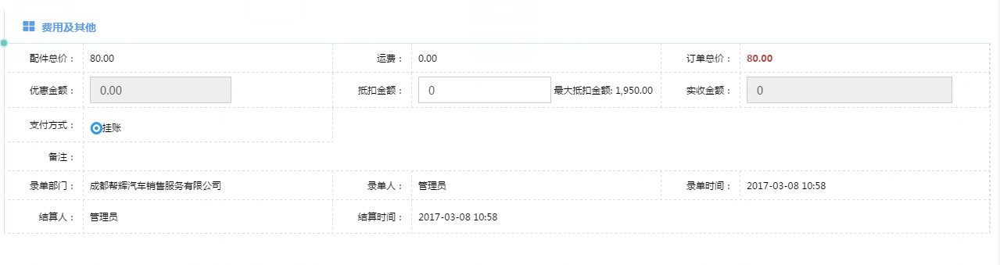 费用及其他
配件总价： 80.00 运费： 0.00 订单总价： 80.00
优惠金额： 0.00 抵扣金额： 0 最大抵扣金额: 1,950.00 实收金额： 0
支付方式： 挂账
备注：
录单部门： 成都帮辉汽车销售服务有限公司 录单人： 管理员 录单时间： 2017-03-08 10:58
结算人： 管理员 结算时间： 2017-03-08 10:58